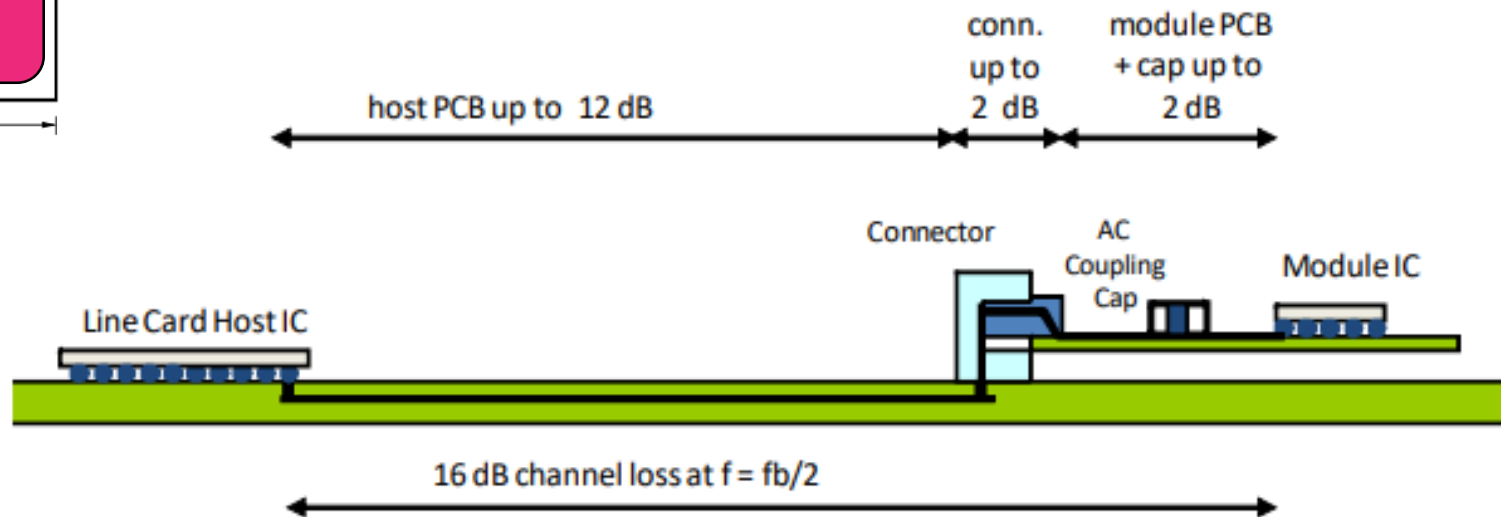 conn.
up to
2 dB
module PCB
+ cap up to
2 dB
host PCB up to 12 dB
Connector
AC
Coupling
Cap
Module IC
Line Card Host IC
16 dB channel loss at f = fb/2